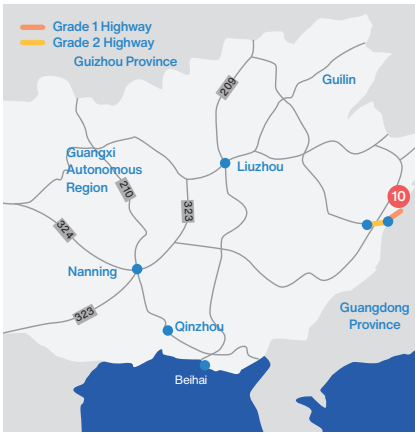 Grade 1 Highway
Grade 2 Highway
Guizhou Province
209
Guilin
Guangxi
Autonomous
Region
Liuzhou
210
323
10
324
Nanning
323
Qinzhou
Guangdong
Province
Beihai